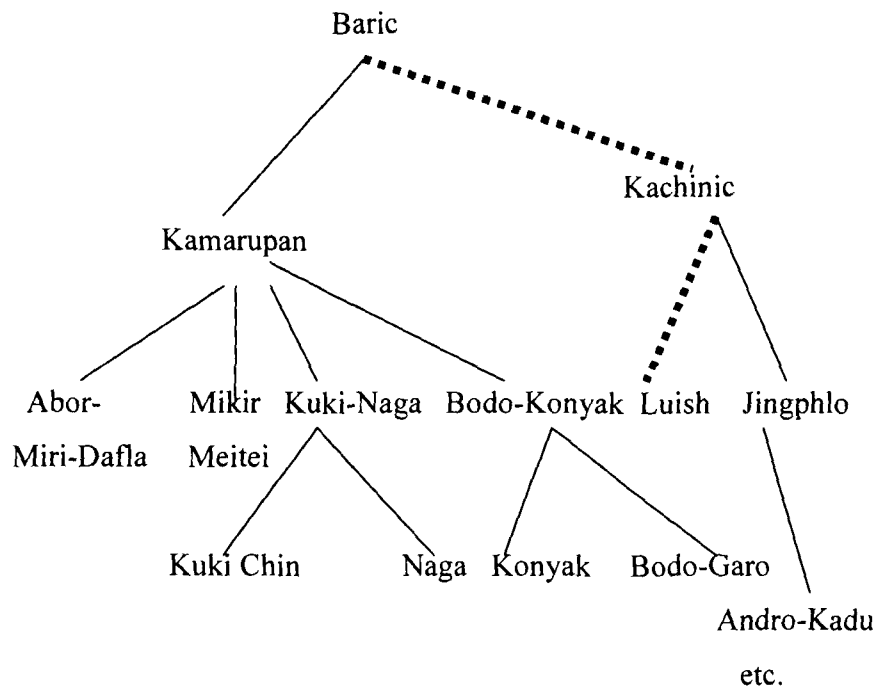 Baric
Kachinic
Kamarupan
Abor- Mikir Kuki-Naga Bodo-Konyak Luish Jingphlo
Miri-Dafla Meitei
Kuki Chin Naga Konyak Bodo-Garo
Andro-Kadu
etc.